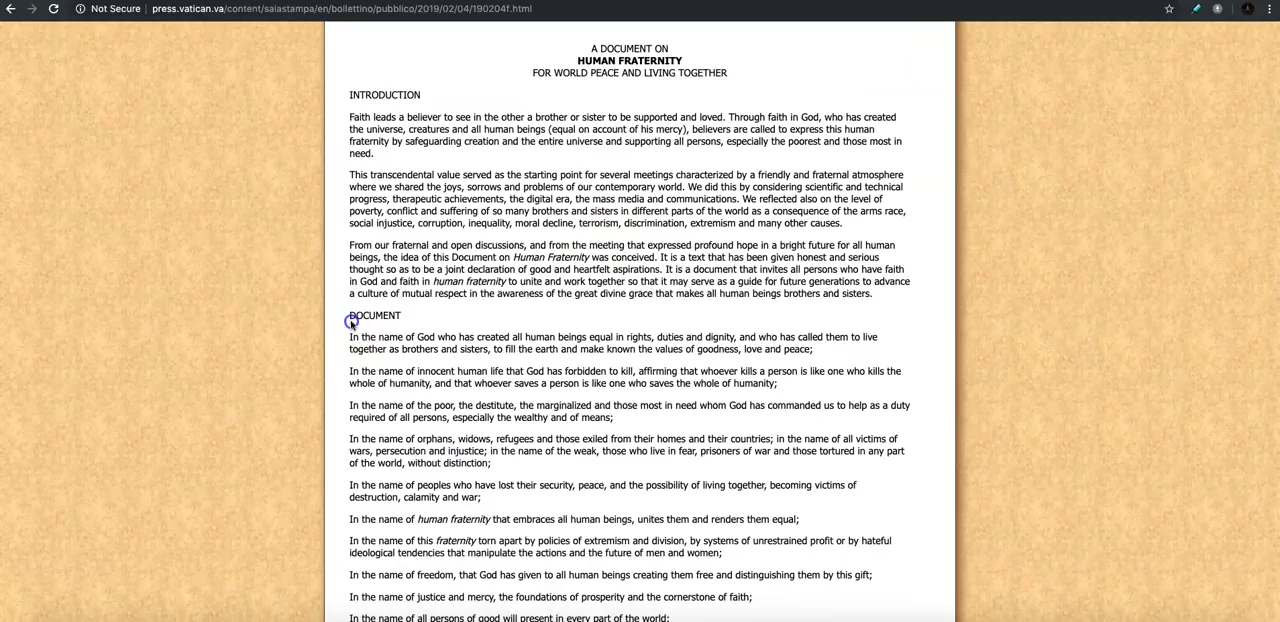 Not Secure
press.vatican.va/content/salastampa/en/bollettino/pubblico/2019/02/04/190204f.html
A DOCUMENT ON
HUMAN FRATERNITY
FOR WORLD PEACE AND LIVING TOGETHER
INTRODUCTION
Faith leads a believer to see in the other a brother or sister to be supported and loved. Through faith in God, who has created
the universe, creatures and all human beings (equal on account of his mercy), believers are called to express this human
fraternity by safeguarding creation and the entire universe and supporting all persons, especially the poorest and those most in
need.
This transcendental value served as the starting point for several meetings characterized by a friendly and fraternal atmosphere
where we shared the joys, sorrows and problems of our contemporary world. We did this by considering scientific and technical
progress, therapeutic achievements, the digital era, the mass media and communications. We reflected also on the level of
poverty, conflict and suffering of so many brothers and sisters in different parts of the world as a consequence of the arms race,
social injustice, corruption, inequality, moral decline, terrorism, discrimination, extremism and many other causes.
From our fraternal and open discussions, and from the meeting that expressed profound hope in a bright future for all human
beings, the idea of this Document on Human Fraternity was conceived. It is a text that has been given honest and serious
thought so as to be a joint declaration of good and heartfelt aspirations. It is a document that invites all persons who have faith
in God and faith in human fraternity to unite and work together so that it may serve as a guide for future generations to advance
a culture of mutual respect in the awareness of the great divine grace that makes all human beings brothers and sisters.
DOCUMENT
In the name of God who has created all human beings equal in rights, duties and dignity, and who has called them to live
together as brothers and sisters, to fill the earth and make known the values of goodness, love and peace;
In the name of innocent human life that God has forbidden to kill, affirming that whoever kills a person is like one who kills the
whole of humanity, and that whoever saves a person is like one who saves the whole of humanity;
In the name of the poor, the destitute, the marginalized and those most in need whom God has commanded us to help as a duty
required of all persons, especially the wealthy and of means;
In the name of orphans, widows, refugees and those exiled from their homes and their countries; in the name of all victims of
wars, persecution and injustice; in the name of the weak, those who live in fear, prisoners of war and those tortured in any part
of the world, without distinction;
In the name of peoples who have lost their security, peace, and the possibility of living together, becoming victims of
destruction, calamity and war;
In the name of human fraternity that embraces all human beings, unites them and renders them equal;
In the name of this fraternity torn apart by policies of extremism and division, by systems of unrestrained profit or by hateful
ideological tendencies that manipulate the actions and the future of men and women;
In the name of freedom, that God has given to all human beings creating them free and distinguishing them by this gift;
In the name of justice and mercy, the foundations of prosperity and the cornerstone of faith;
In the name of all persons of good will present in every part of the world;